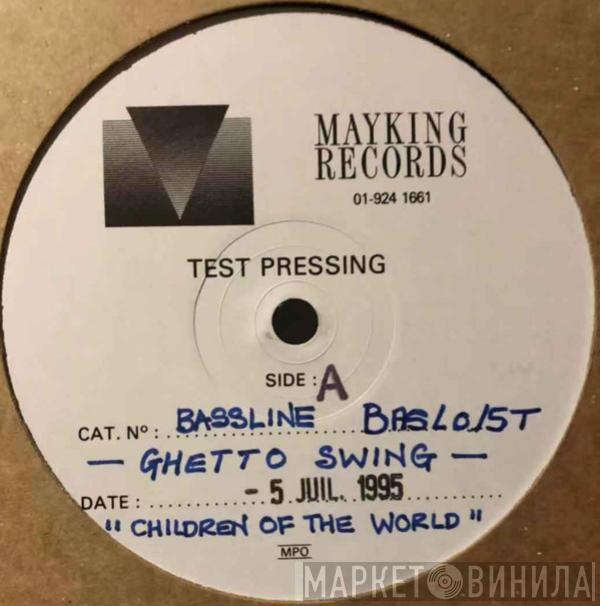 MAYKING
RECORDS
01-924 1661
TEST PRESSING
SIDE : A
CAT. Nº : BASSLINE BASLO15T
— GHETTO SWING —
DATE : - 5 JUIL. 1995
"CHILDREN OF THE WORLD"
MPO
МАРКЕТ ВИНИЛА